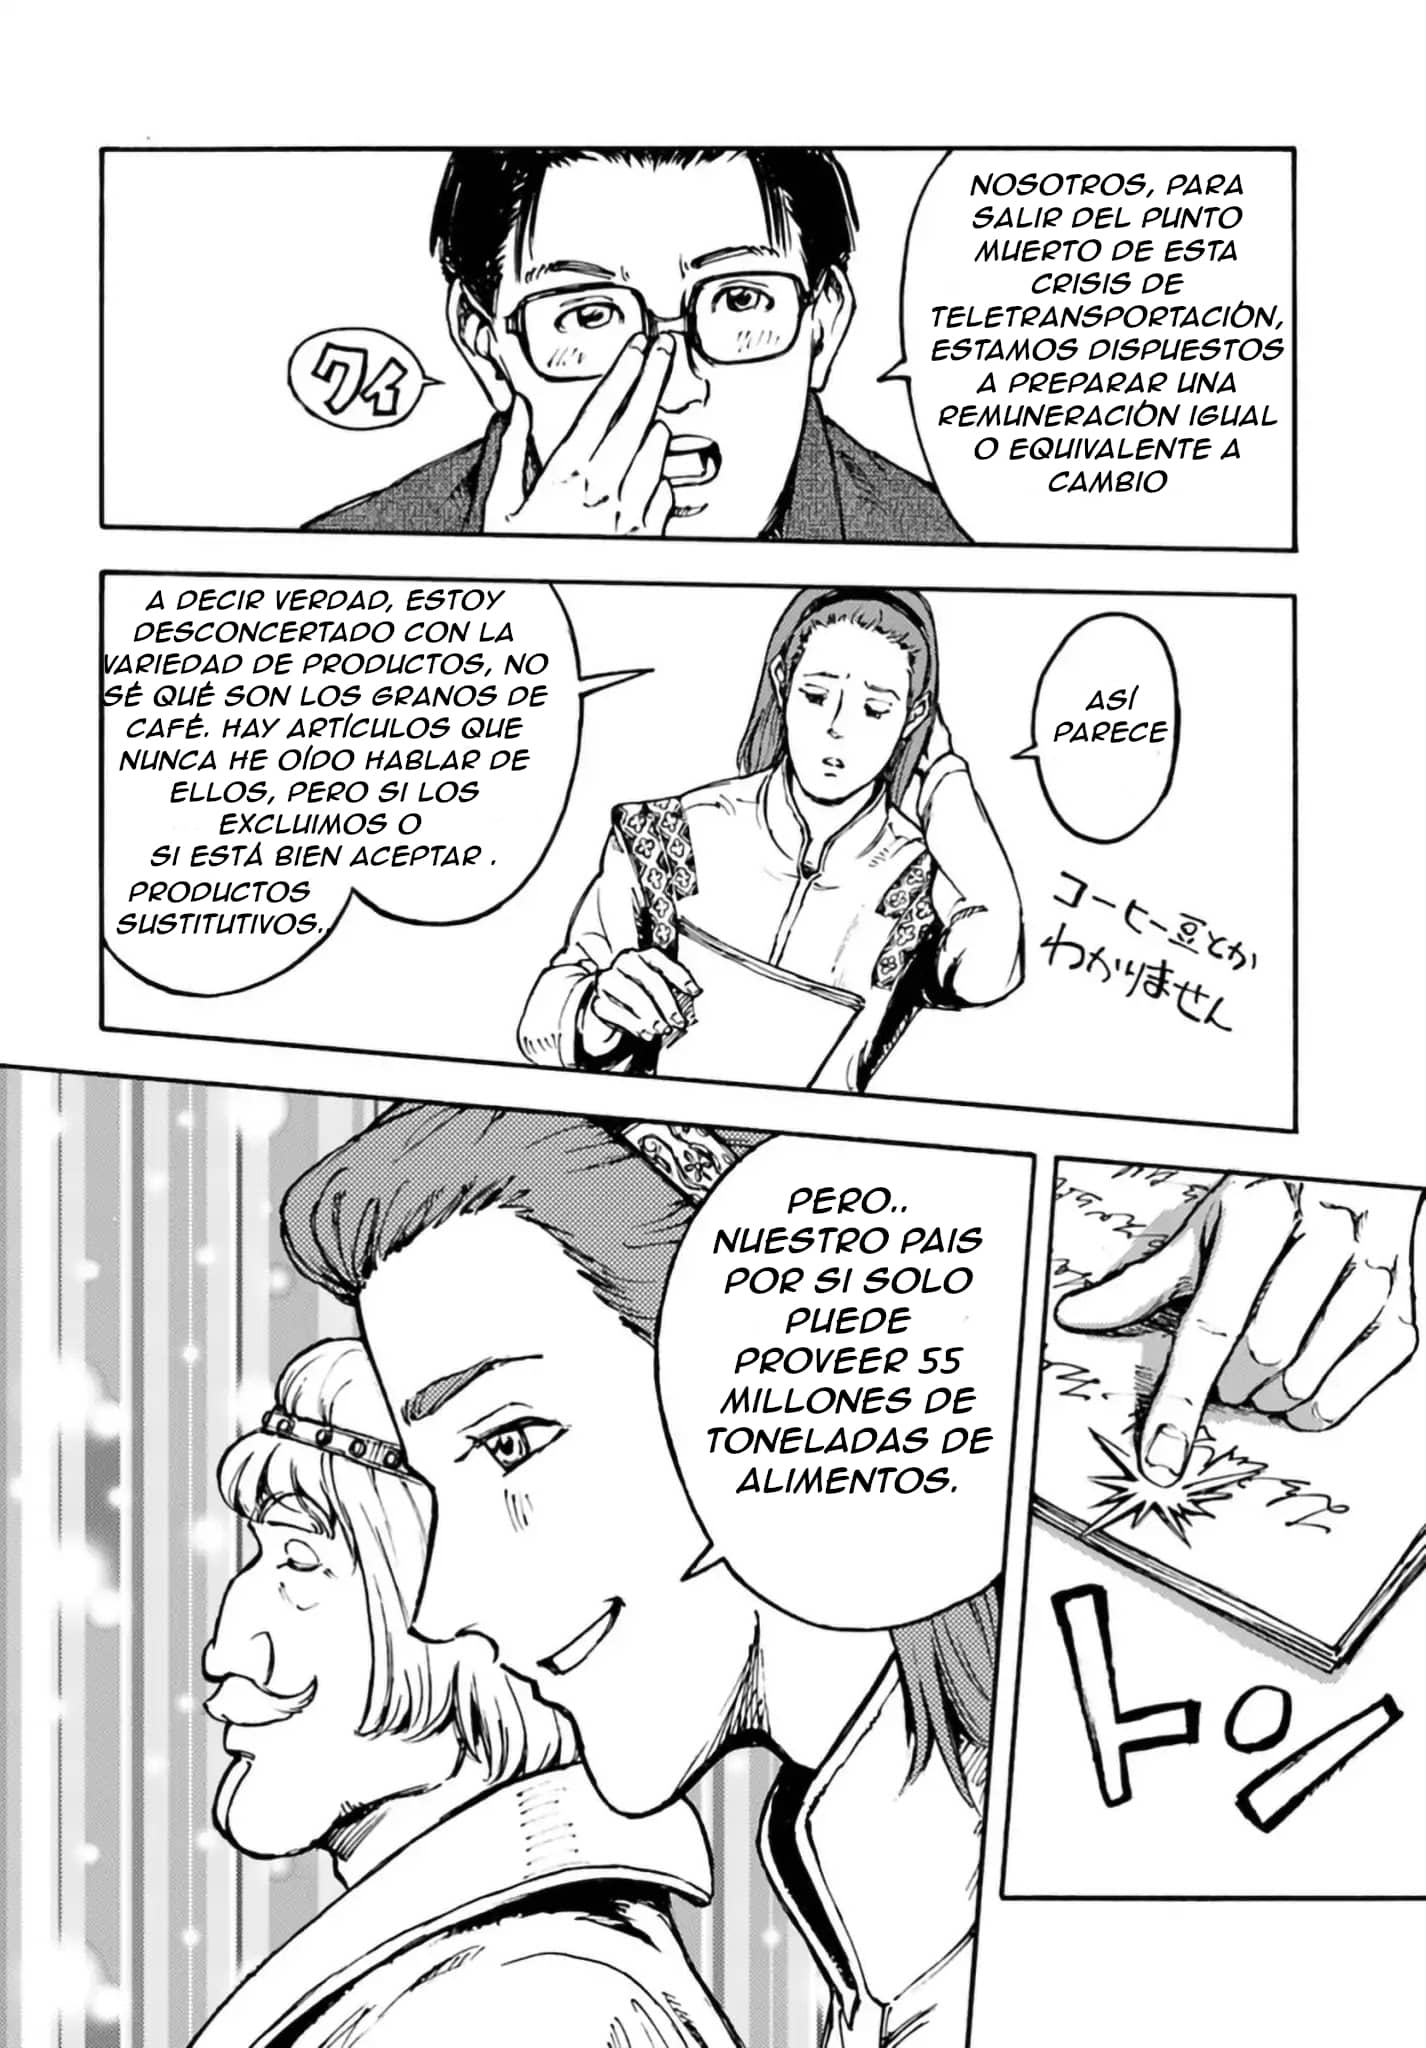 NOSOTROS, PARA
SALIR DEL PUNTO
MUERTO DE ESTA
CRISIS DE
TELETRANSPORTACIÓN,
ESTAMOS DISPUESTOS
A PREPARAR UNA
REMUNERACIÓN IGUAL
O EQUIVALENTE A
CAMBIO
クイ
ASÍ
PARECE
A DECIR VERDAD, ESTOY
DESCONCERTADO CON LA
VARIEDAD DE PRODUCTOS, NO
SÉ QUÉ SON LOS GRANOS DE
CAFÉ. HAY ARTÍCULOS QUE
NUNCA HE OÍDO HABLAR DE
ELLOS, PERO SI LOS
EXCLUIMOS O
SI ESTÁ BIEN ACEPTAR .
PRODUCTOS
SUSTITUTIVOS..
コーヒー豆とか
わかりません
トン
PERO..
NUESTRO PAIS
POR SI SOLO
PUEDE
PROVEER 55
MILLONES DE
TONELADAS DE
ALIMENTOS.